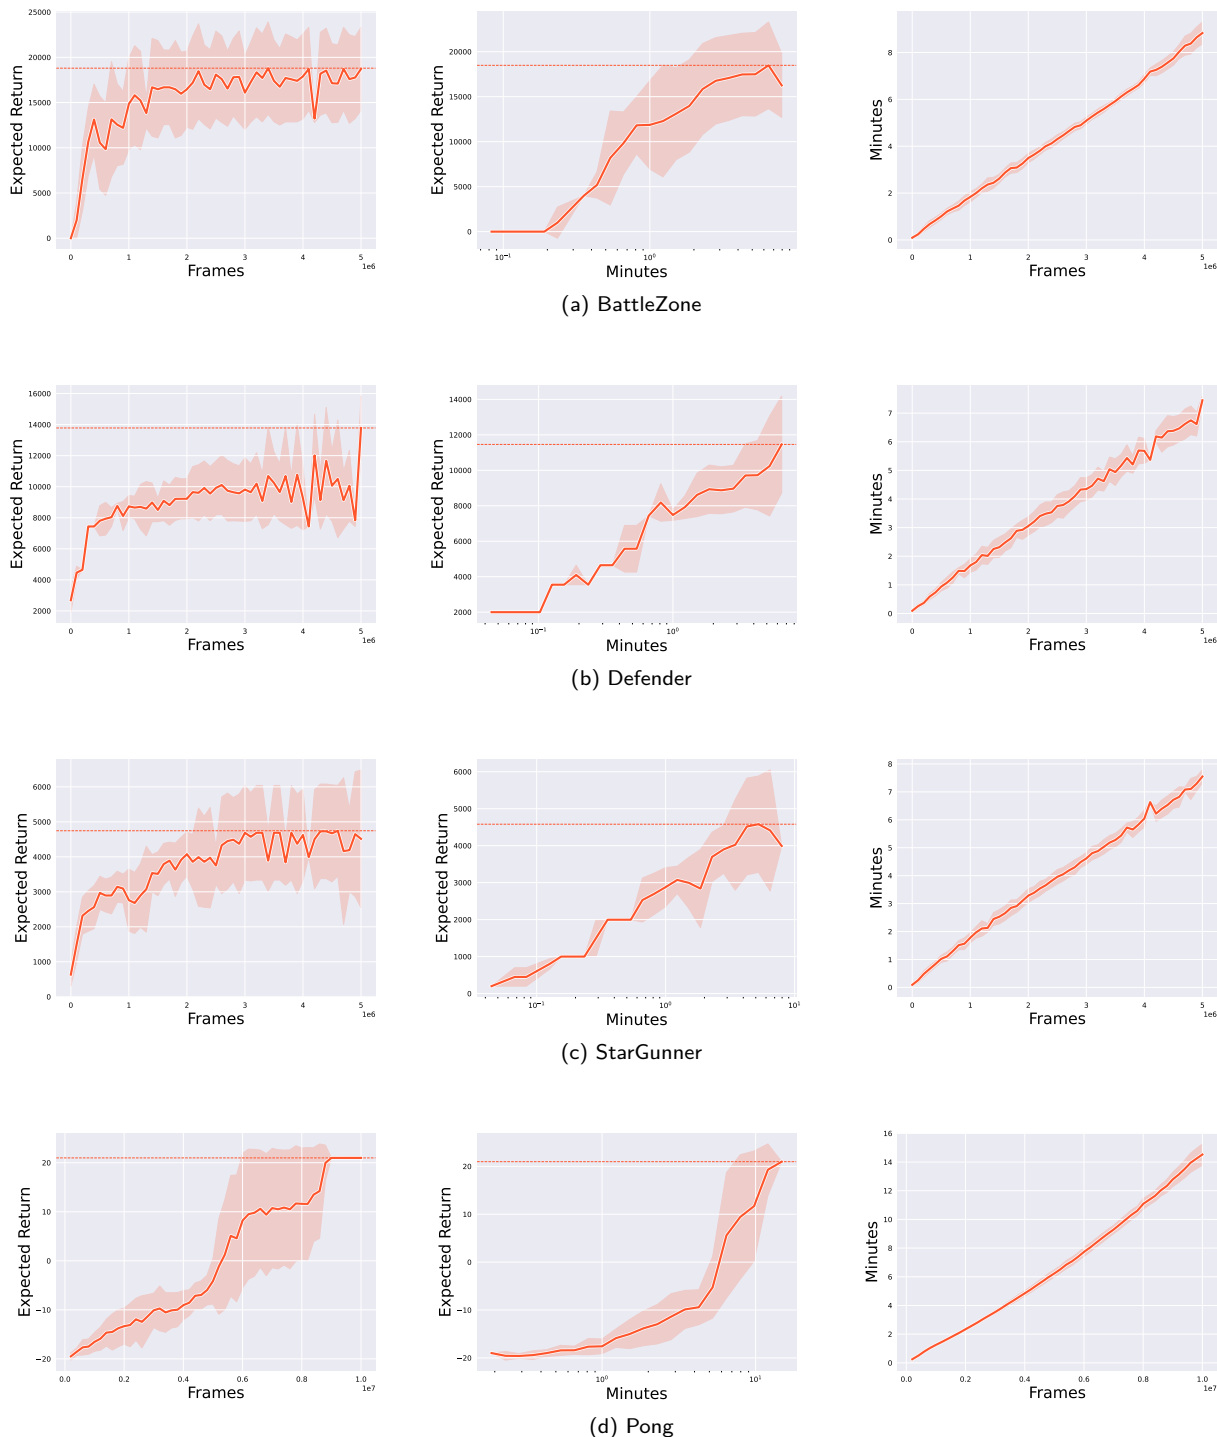 25000
20000
15000
10000
5000
0
Expected Return
0 1 2 3 4 5
1e6
Frames
20000
17500
15000
12500
10000
7500
5000
2500
0
Expected Return
10⁻¹ 10⁰
Minutes
8
6
4
2
0
Minutes
0 1 2 3 4 5
1e6
Frames
(a) BattleZone
16000
14000
12000
10000
8000
6000
4000
2000
Expected Return
0 1 2 3 4 5
1e6
Frames
14000
12000
10000
8000
6000
4000
2000
Expected Return
10⁻¹ 10⁰
Minutes
7
6
5
4
3
2
1
0
Minutes
0 1 2 3 4 5
1e6
Frames
(b) Defender
6000
5000
4000
3000
2000
1000
0
Expected Return
0 1 2 3 4 5
1e6
Frames
6000
5000
4000
3000
2000
1000
0
Expected Return
10⁻¹ 10⁰ 10¹
Minutes
8
7
6
5
4
3
2
1
0
Minutes
0 1 2 3 4 5
1e6
Frames
(c) StarGunner
20
10
0
−10
−20
Expected Return
0.0 0.2 0.4 0.6 0.8 1.0
1e7
Frames
20
10
0
−10
−20
Expected Return
10⁰ 10¹
Minutes
16
14
12
10
8
6
4
2
0
Minutes
0.0 0.2 0.4 0.6 0.8 1.0
1e7
Frames
(d) Pong